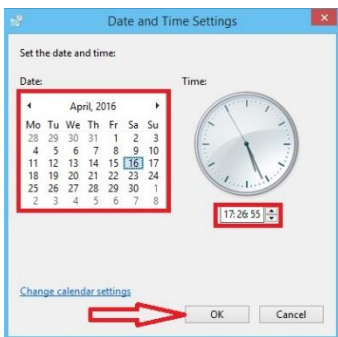 Date and Time Settings
Set the date and time:
Date:
Time:
April, 2016
Mo Tu We Th Fr Sa Su
28 29 30 31 1 2 3
4 5 6 7 8 9 10
11 12 13 14 15 16 17
18 19 20 21 22 23 24
25 26 27 28 29 30 1
2 3 4 5 6 7 8
17:26:55
Change calendar settings
OK
Cancel